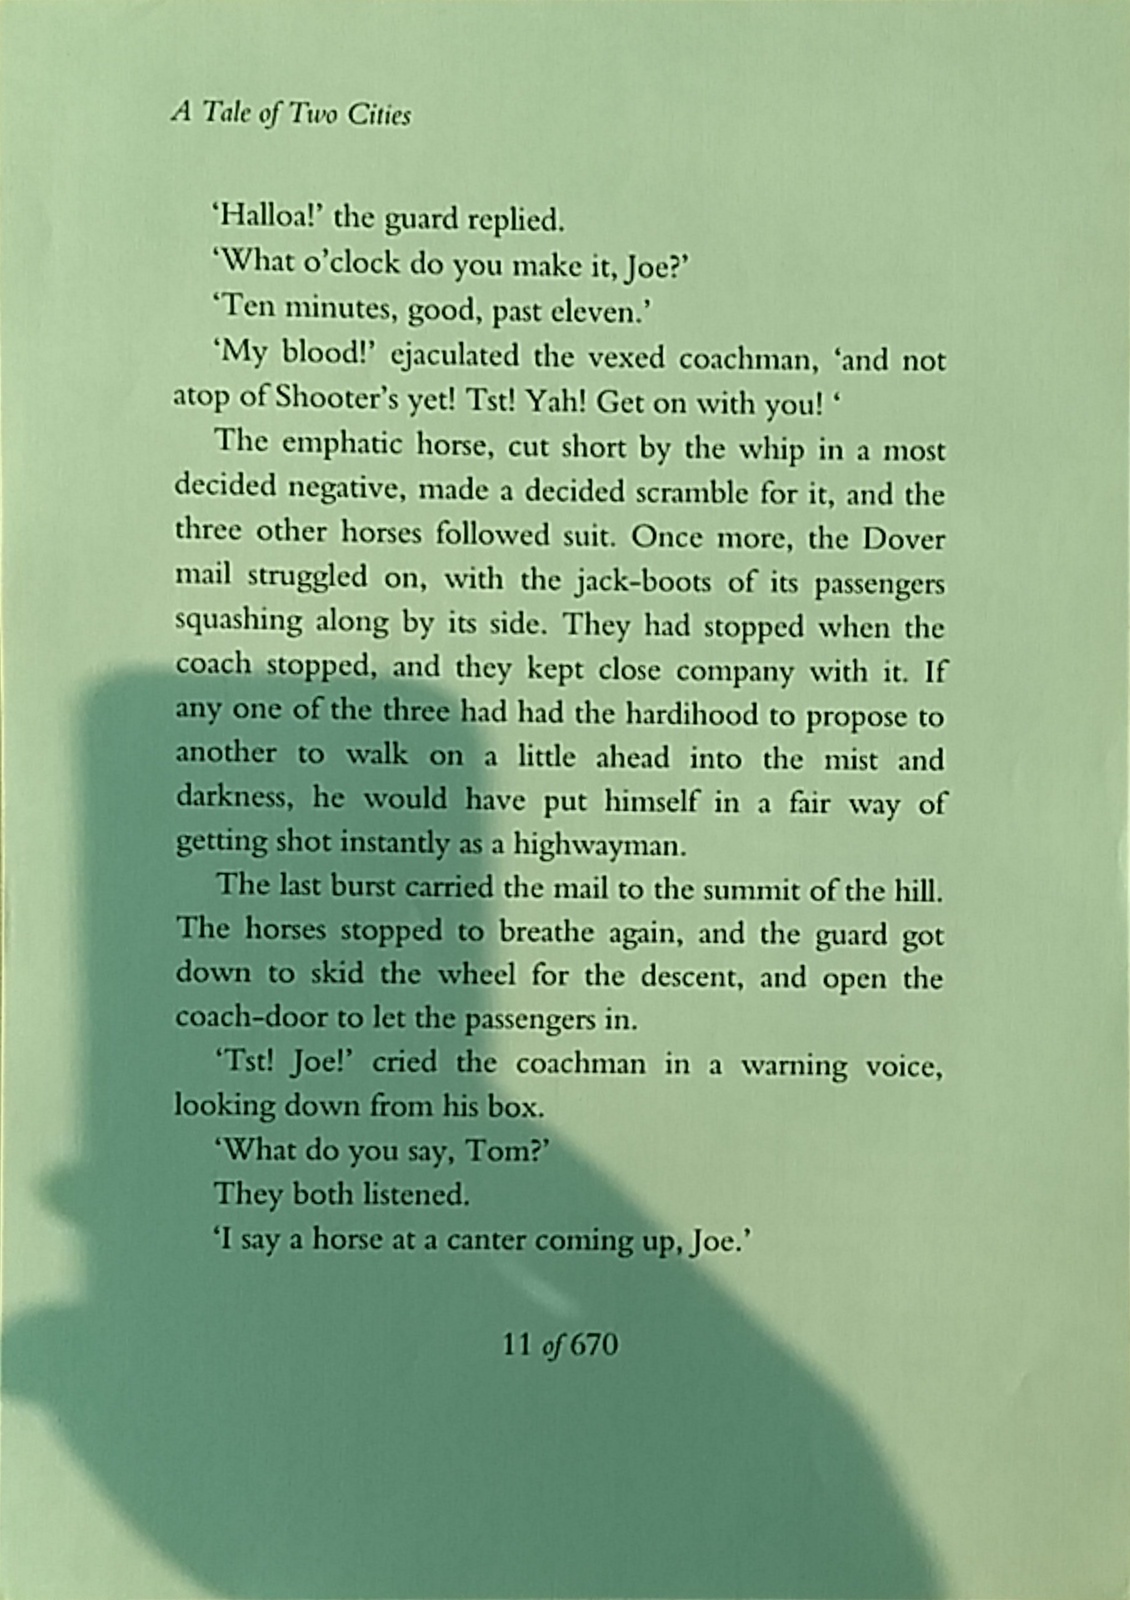 A Tale of Two Cities
‘Halloa!’ the guard replied.
‘What o’clock do you make it, Joe?’
‘Ten minutes, good, past eleven.’
‘My blood!’ ejaculated the vexed coachman, ‘and not
atop of Shooter’s yet! Tst! Yah! Get on with you! ‘
The emphatic horse, cut short by the whip in a most
decided negative, made a decided scramble for it, and the
three other horses followed suit. Once more, the Dover
mail struggled on, with the jack-boots of its passengers
squashing along by its side. They had stopped when the
coach stopped, and they kept close company with it. If
any one of the three had had the hardihood to propose to
another to walk on a little ahead into the mist and
darkness, he would have put himself in a fair way of
getting shot instantly as a highwayman.
The last burst carried the mail to the summit of the hill.
The horses stopped to breathe again, and the guard got
down to skid the wheel for the descent, and open the
coach-door to let the passengers in.
‘Tst! Joe!’ cried the coachman in a warning voice,
looking down from his box.
‘What do you say, Tom?’
They both listened.
‘I say a horse at a canter coming up, Joe.’
11 of 670